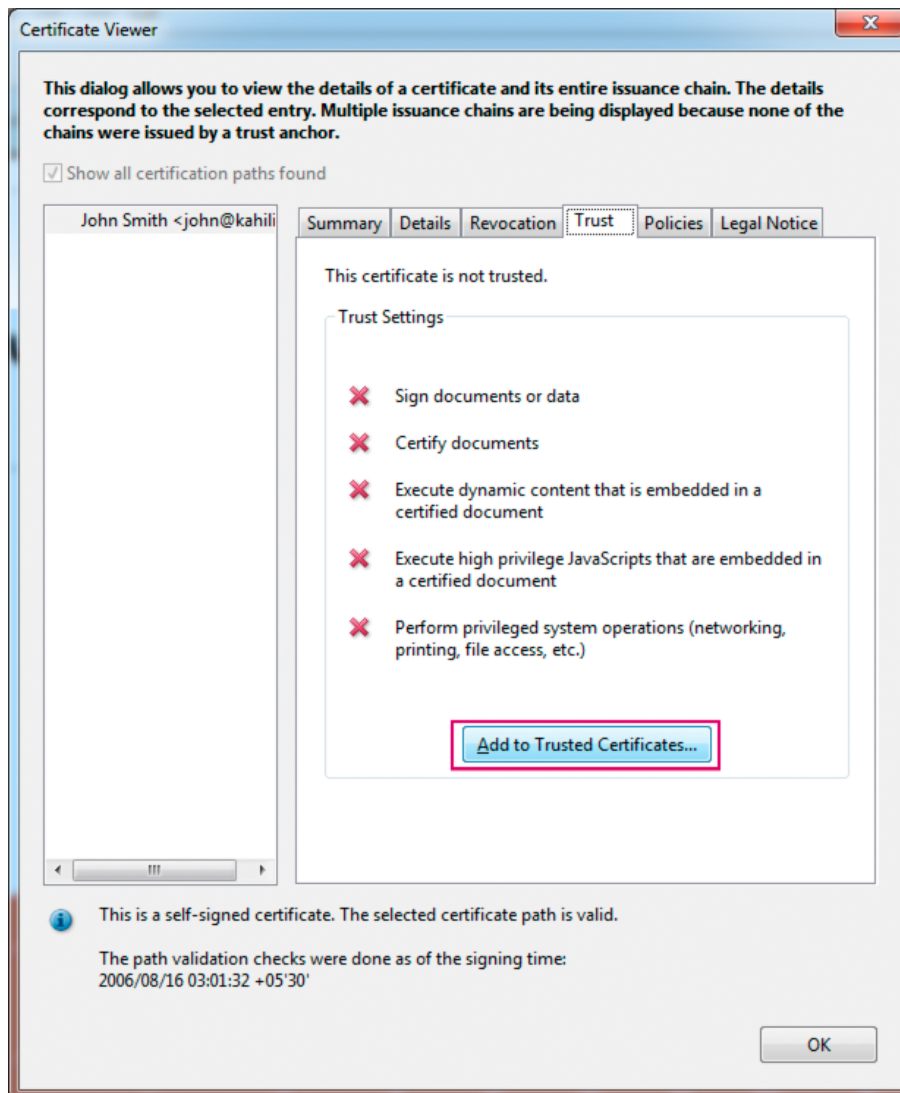 Certificate Viewer
This dialog allows you to view the details of a certificate and its entire issuance chain. The details
correspond to the selected entry. Multiple issuance chains are being displayed because none of the
chains were issued by a trust anchor.
Show all certification paths found
John Smith <john@kahili
Summary Details Revocation Trust Policies Legal Notice
This certificate is not trusted.
Trust Settings
Sign documents or data
Certify documents
Execute dynamic content that is embedded in a
certified document
Execute high privilege JavaScripts that are embedded in
a certified document
Perform privileged system operations (networking,
printing, file access, etc.)
Add to Trusted Certificates...
This is a self-signed certificate. The selected certificate path is valid.
The path validation checks were done as of the signing time:
2006/08/16 03:01:32 +05'30'
OK